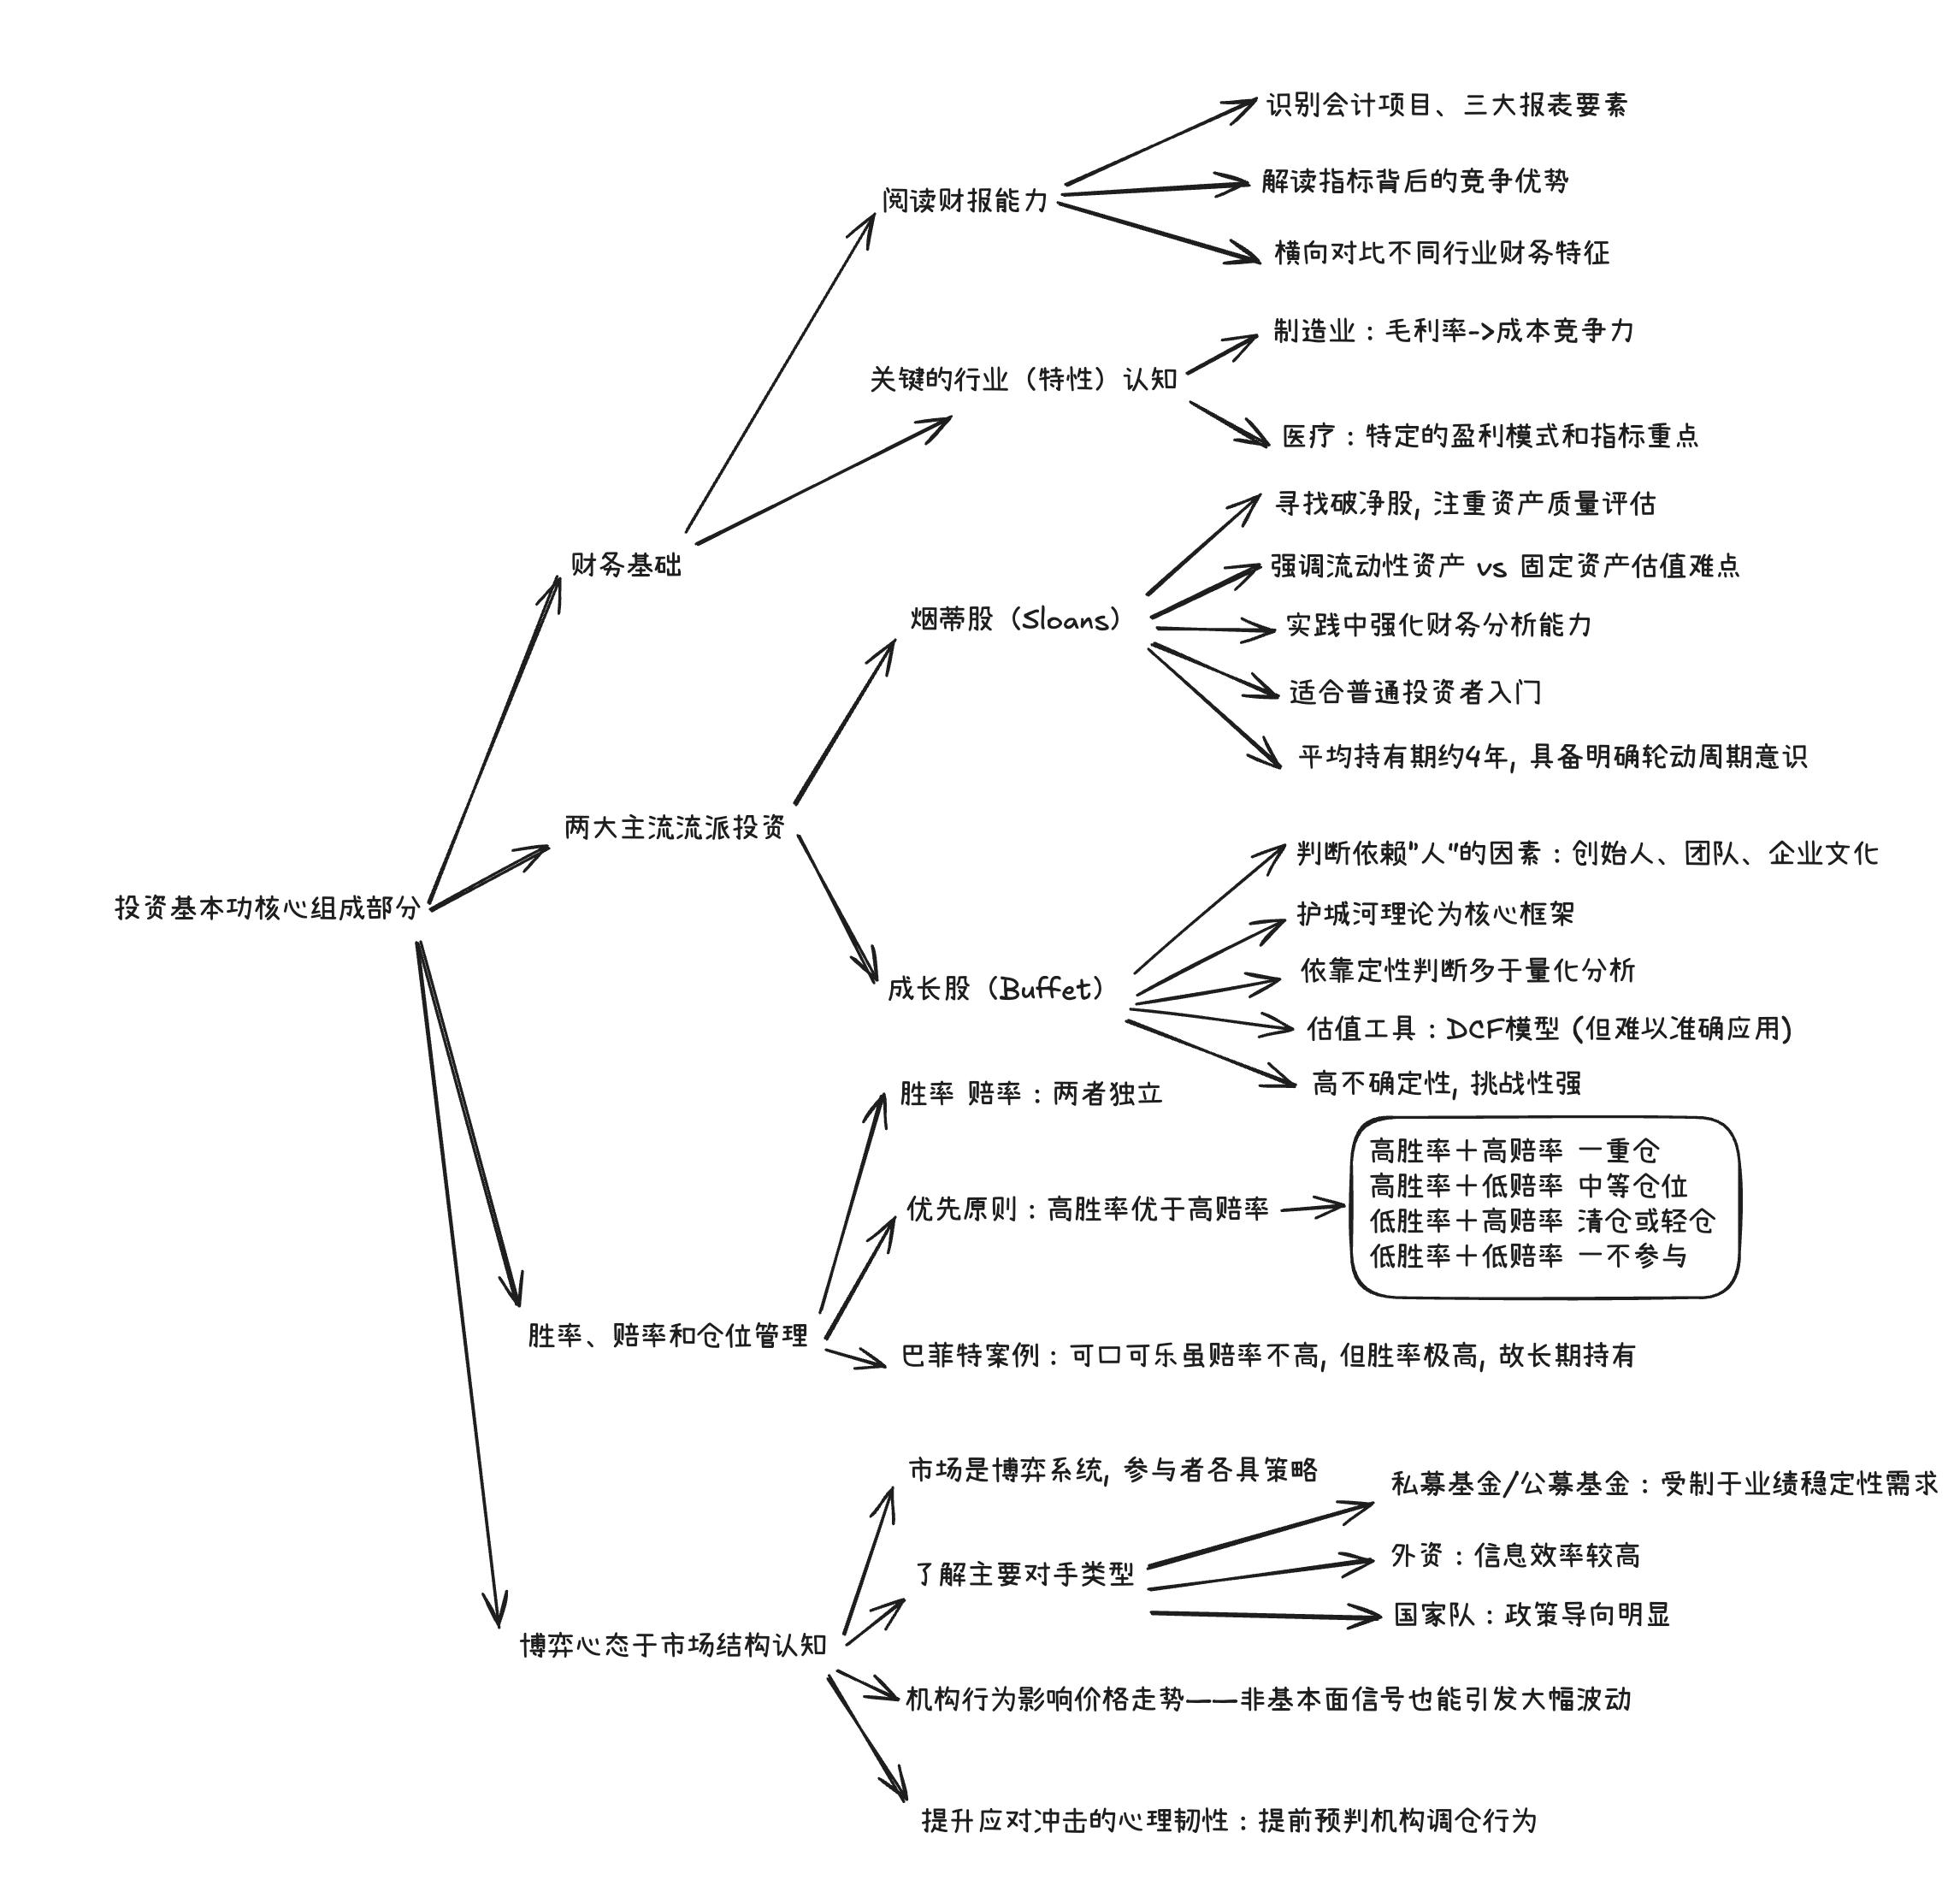 识别会计项目、三大报表要素
解读指标背后的竞争优势
阅读财报能力
横向对比不同行业财务特征
制造业：毛利率->成本竞争力
关键的行业（特性）认知
医疗：特定的盈利模式和指标重点
寻找破净股, 注重资产质量评估
财务基础
强调流动性资产 vs 固定资产估值难点
烟蒂股（Sloans）
实践中强化财务分析能力
适合普通投资者入门
平均持有期约4年, 具备明确轮动周期意识
两大主流流派投资
判断依赖"人"的因素：创始人、团队、企业文化
投资基本功核心组成部分
护城河理论为核心框架
依靠定性判断多于量化分析
成长股（Buffet）
估值工具：DCF模型 (但难以准确应用)
高不确定性, 挑战性强
胜率 赔率：两者独立
高胜率＋高赔率 一重仓
高胜率＋低赔率 中等仓位
优先原则：高胜率优于高赔率
低胜率＋高赔率 清仓或轻仓
低胜率＋低赔率 一不参与
胜率、赔率和仓位管理
巴菲特案例：可口可乐虽赔率不高, 但胜率极高, 故长期持有
市场是博弈系统, 参与者各具策略
私募基金/公募基金：受制于业绩稳定性需求
外资：信息效率较高
了解主要对手类型
国家队：政策导向明显
博弈心态于市场结构认知
机构行为影响价格走势——非基本面信号也能引发大幅波动
提升应对冲击的心理韧性：提前预判机构调仓行为